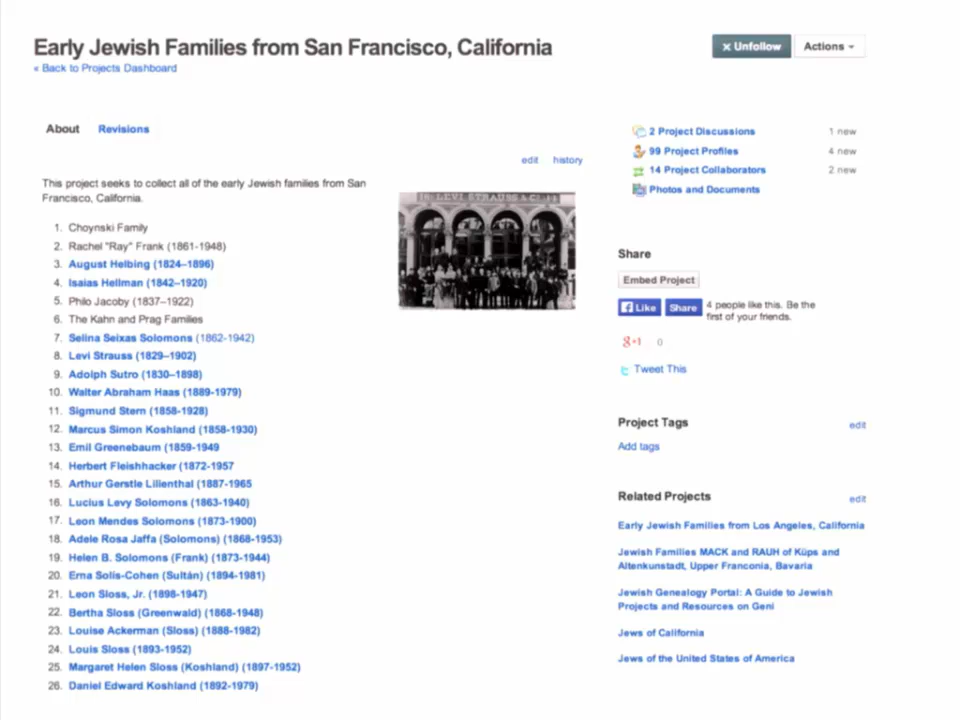 Early Jewish Families from San Francisco, California
« Back to Projects Dashboard
x Unfollow
Actions
About Revisions
edit history
This project seeks to collect all of the early Jewish families from San
Francisco, California.
LEVI STRAUSS & CO
1. Choynski Family
2. Rachel "Ray" Frank (1861-1948)
3. August Helbing (1824–1896)
4. Isaias Hellman (1842–1920)
5. Philo Jacoby (1837–1922)
6. The Kahn and Prag Families
7. Selina Seixas Solomons (1862-1942)
8. Levi Strauss (1829–1902)
9. Adolph Sutro (1830–1898)
10. Walter Abraham Haas (1889-1979)
11. Sigmund Stern (1858-1928)
12. Marcus Simon Koshland (1858-1930)
13. Emil Greenebaum (1859-1949
14. Herbert Fleishhacker (1872-1957
15. Arthur Gerstle Lilienthal (1887-1965
16. Lucius Levy Solomons (1863-1940)
17. Leon Mendes Solomons (1873-1900)
18. Adele Rosa Jaffa (Solomons) (1868-1953)
19. Helen B. Solomons (Frank) (1873-1944)
20. Erna Solis-Cohen (Sultán) (1894-1981)
21. Leon Sloss, Jr. (1898-1947)
22. Bertha Sloss (Greenwald) (1868-1948)
23. Louise Ackerman (Sloss) (1888-1982)
24. Louis Sloss (1893-1952)
25. Margaret Helen Sloss (Koshland) (1897-1952)
26. Daniel Edward Koshland (1892-1979)
2 Project Discussions 1 new
99 Project Profiles 4 new
14 Project Collaborators 2 new
Photos and Documents
Share
Embed Project
Like Share 4 people like this. Be the
first of your friends.
g+1 0
Tweet This
Project Tags edit
Add tags
Related Projects edit
Early Jewish Families from Los Angeles, California
Jewish Families MACK and RAUH of Küps and
Altenkunstadt, Upper Franconia, Bavaria
Jewish Genealogy Portal: A Guide to Jewish
Projects and Resources on Geni
Jews of California
Jews of the United States of America